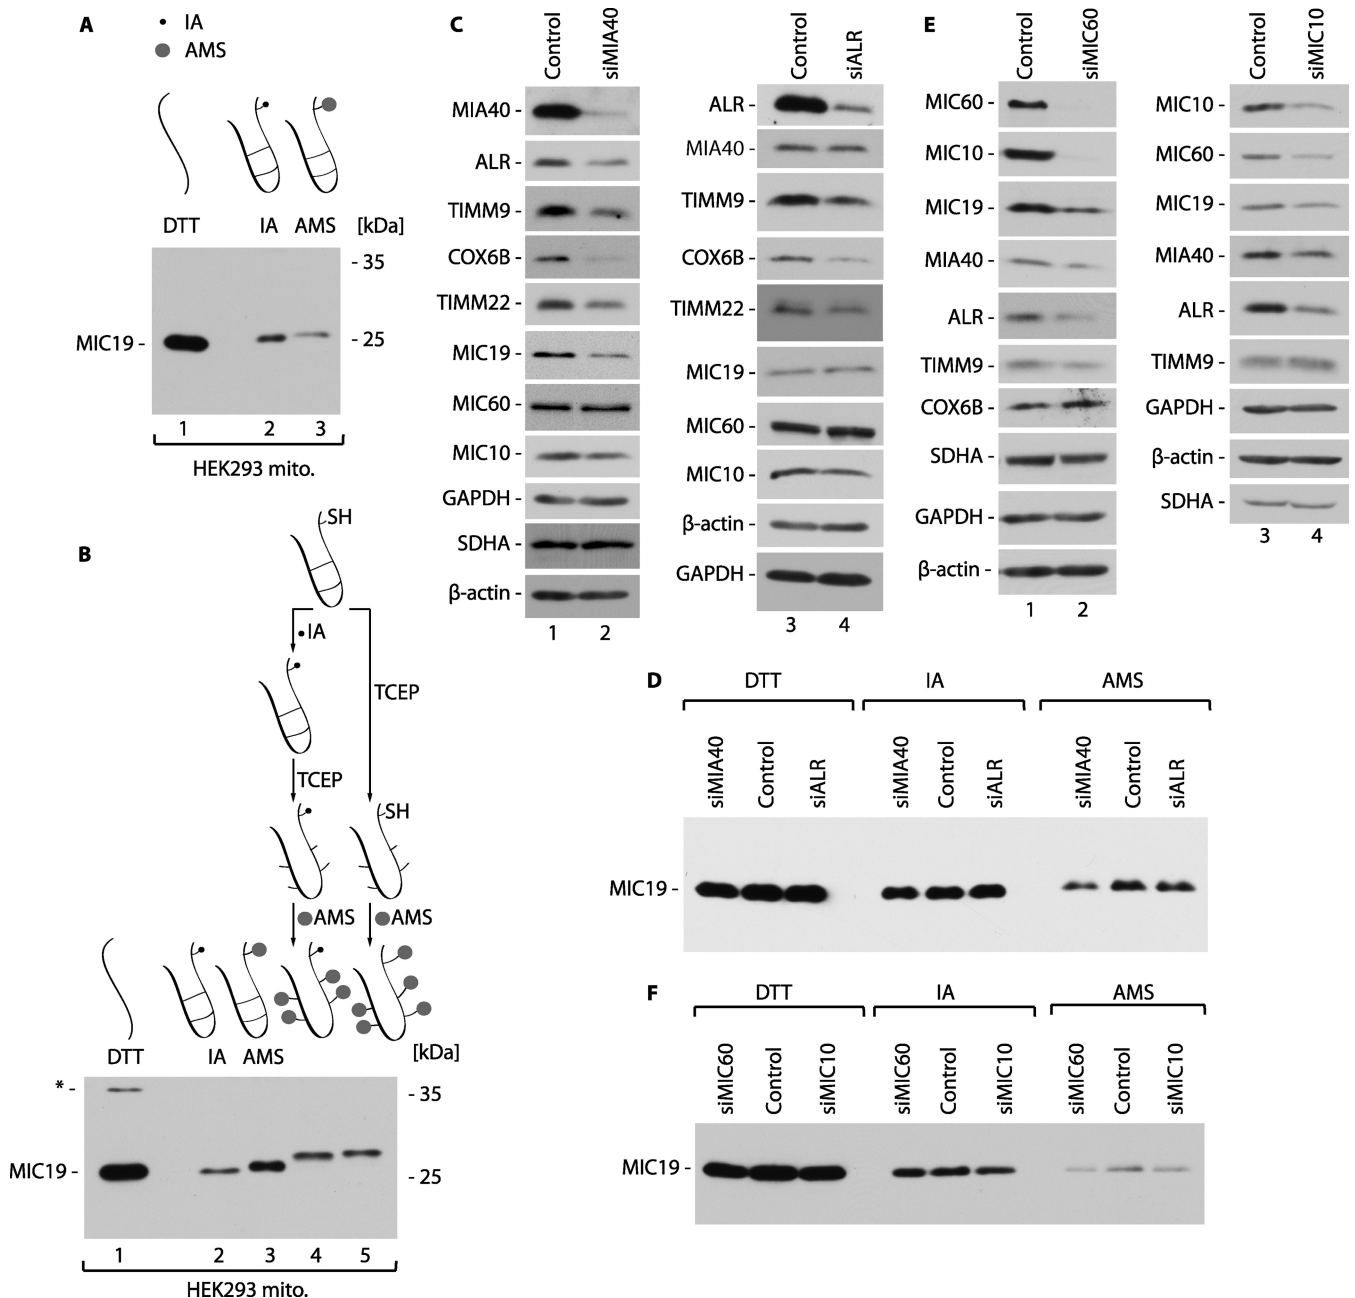 A
IA
AMS
DTT
IA
AMS
[kDa]
- 35
MIC19 -
- 25
1
2
3
HEK293 mito.
B
SH
IA
TCEP
TCEP
SH
AMS
AMS
DTT
IA
AMS
[kDa]
* -
- 35
MIC19 -
- 25
1
2
3
4
5
HEK293 mito.
C
Control
siMIA40
MIA40 -
ALR -
TIMM9 -
COX6B -
TIMM22 -
MIC19 -
MIC60 -
MIC10 -
GAPDH -
SDHA -
β-actin -
1
2
Control
siALR
ALR -
MIA40 -
TIMM9 -
COX6B -
TIMM22 -
MIC19 -
MIC60 -
MIC10 -
β-actin -
GAPDH -
3
4
E
Control
siMIC60
MIC60 -
MIC10 -
MIC19 -
MIA40 -
ALR -
TIMM9 -
COX6B -
SDHA -
GAPDH -
β-actin -
1
2
Control
siMIC10
MIC10 -
MIC60 -
MIC19 -
MIA40 -
ALR -
TIMM9 -
GAPDH -
β-actin -
SDHA -
3
4
D
DTT
IA
AMS
siMIA40
Control
siALR
siMIA40
Control
siALR
siMIA40
Control
siALR
MIC19 -
F
DTT
IA
AMS
siMIC60
Control
siMIC10
siMIC60
Control
siMIC10
siMIC60
Control
siMIC10
MIC19 -